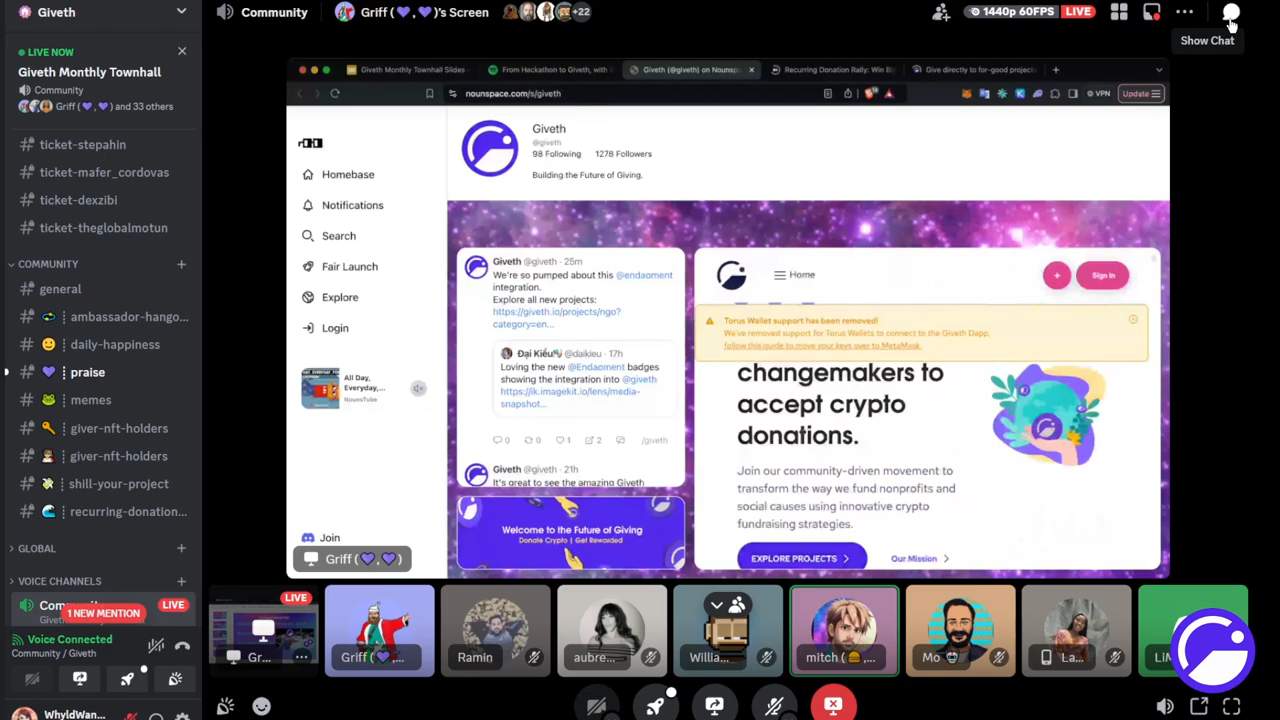 Giveth
LIVE NOW
Giveth Monthly Townhall
Community
Griff (💜,💜) and 33 others
ticket-stepahin
ticket-mafer_cordovas
ticket-dexzibi
ticket-theglobalmotun
COMMUNITY
general
ambassador-hango...
daily-happiness
praise
memes
giver-nft-holders
giver-nft-holders
shill-your-project
recurring-donation...
GLOBAL
VOICE CHANNELS
1 NEW MENTION
LIVE
Voice Connected
Community / Giveth
WhyldWan...
Community
Griff (💜,💜)'s Screen
+22
1440p 60FPS
LIVE
Show Chat
Giveth Monthly Townhall Slides -
From Hackathon to Giveth, with
Giveth (@giveth) on Nounspa
Recurring Donation Rally: Win Bi
Give directly to for-good projects
nounspace.com/s/giveth
VPN
Update
Homebase
Notifications
Search
Fair Launch
Explore
Login
All Day,
Everyday,...
NounsTube
Join
Griff (💜,💜)
Giveth
@giveth
98 Following 1278 Followers
Building the Future of Giving.
Giveth @giveth · 25m
We're so pumped about this @endaoment
integration.
Explore all new projects:
https://giveth.io/projects/ngo?
category=en...
Đại Kiều @daikieu · 17h
Loving the new @Endaoment badges
showing the integration into @giveth
https://ik.imagekit.io/lens/media-
snapshot...
0 0 1 2 /giveth
Giveth @giveth · 21h
It's great to see the amazing Giveth
Welcome to the Future of Giving
Donate Crypto | Get Rewarded
Home
Sign In
Torus Wallet support has been removed!
We've removed support for Torus Wallets to connect to the Giveth Dapp,
follow this guide to move your keys over to MetaMask.
changemakers to
accept crypto
donations.
Join our community-driven movement to
transform the way we fund nonprofits and
social causes using innovative crypto
fundraising strategies.
EXPLORE PROJECTS
Our Mission
LIVE
Gr...
Griff (💜,...
Ramin
aubre...
Willia...
mitch (🍔,...
Mo
La...